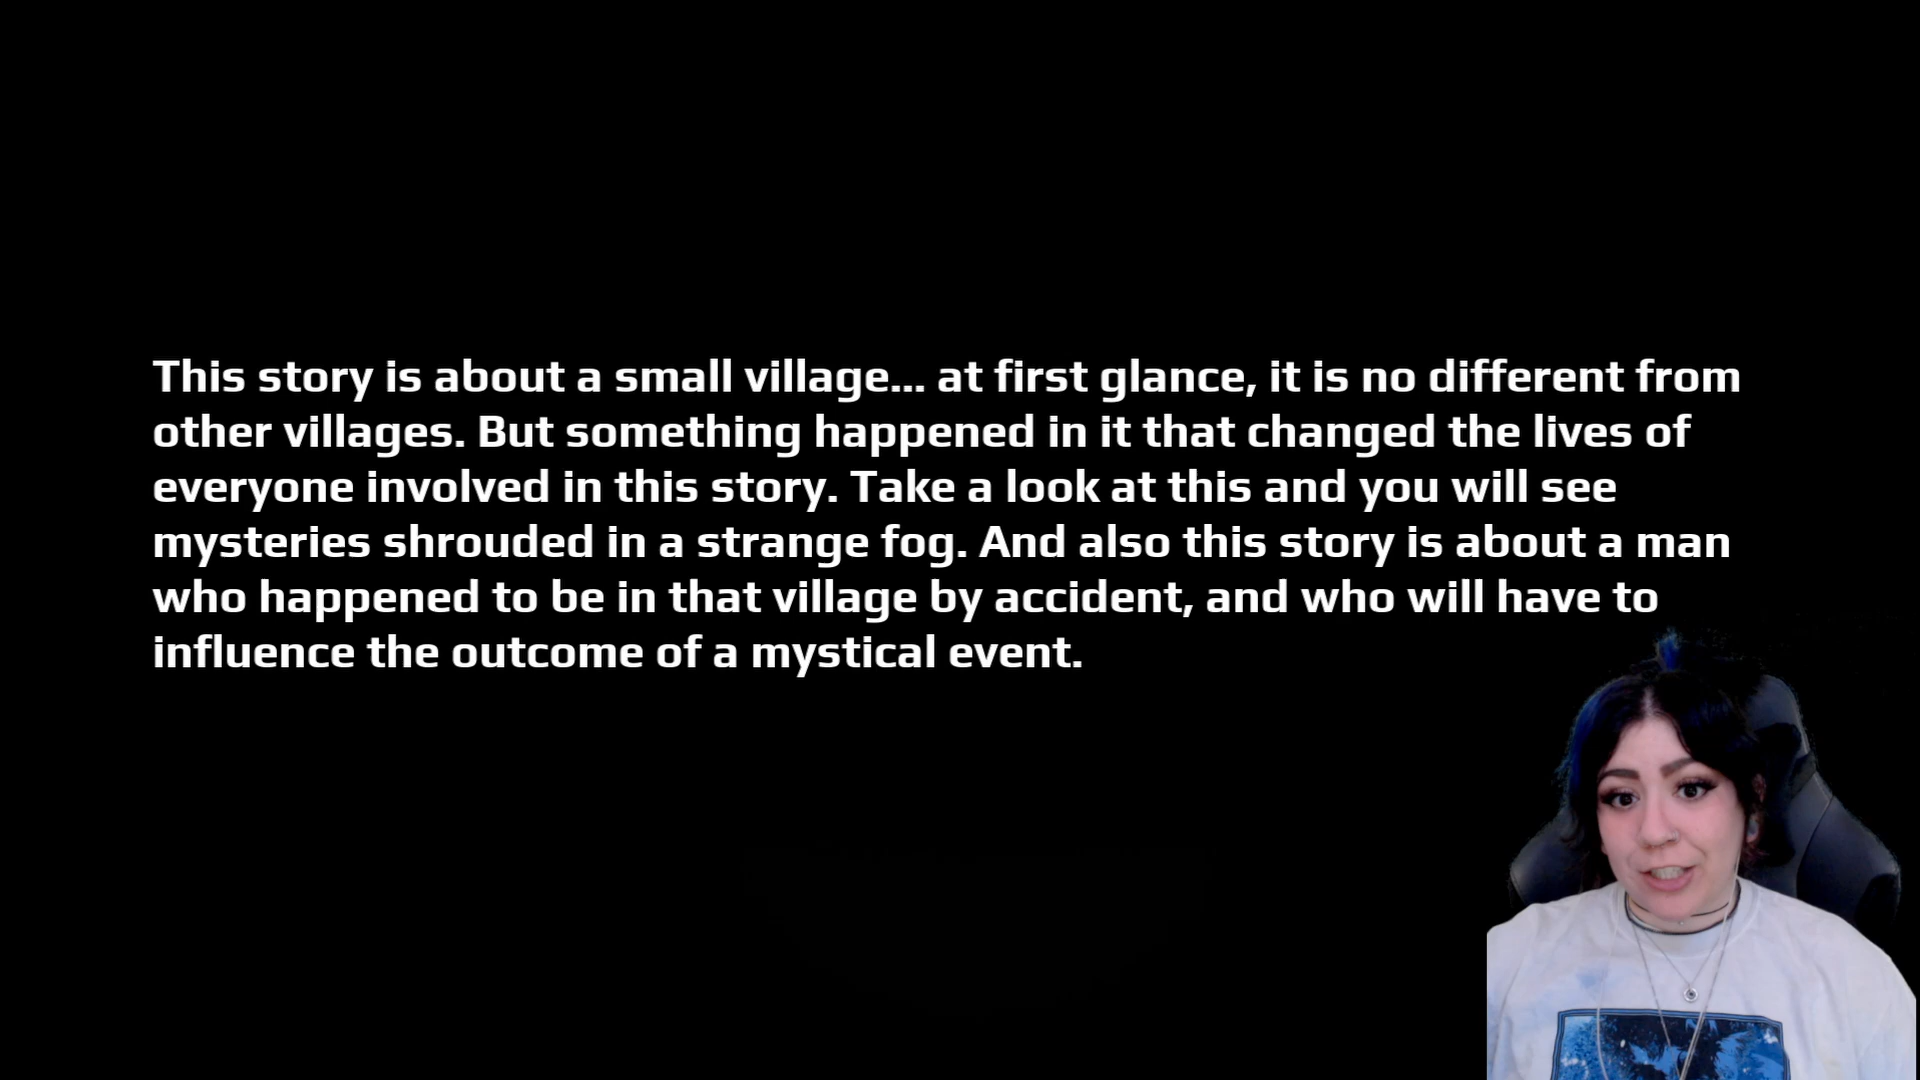 This story is about a small village... at first glance, it is no different from
other villages. But something happened in it that changed the lives of
everyone involved in this story. Take a look at this and you will see
mysteries shrouded in a strange fog. And also this story is about a man
who happened to be in that village by accident, and who will have to
influence the outcome of a mystical event.